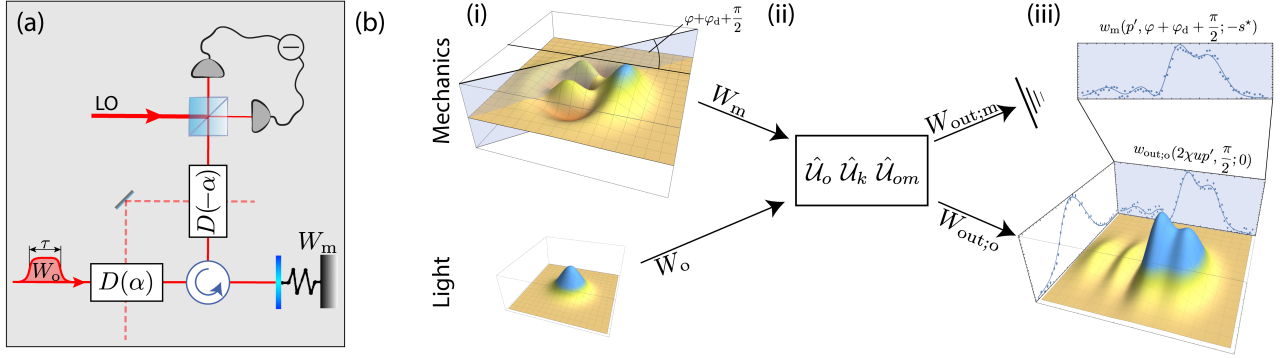 (a)
LO
D(−α)
τ
W_o
D(α)
W_m
(b)
(i)
(ii)
(iii)
Mechanics
φ+φ_d+π/2
W_m
Light
W_o
Û_o Û_k Û_om
W_out;m
W_out;o
w_m(p′, φ + φ_d + π/2; −s⋆)
w_out;o(2χup′, π/2; 0)